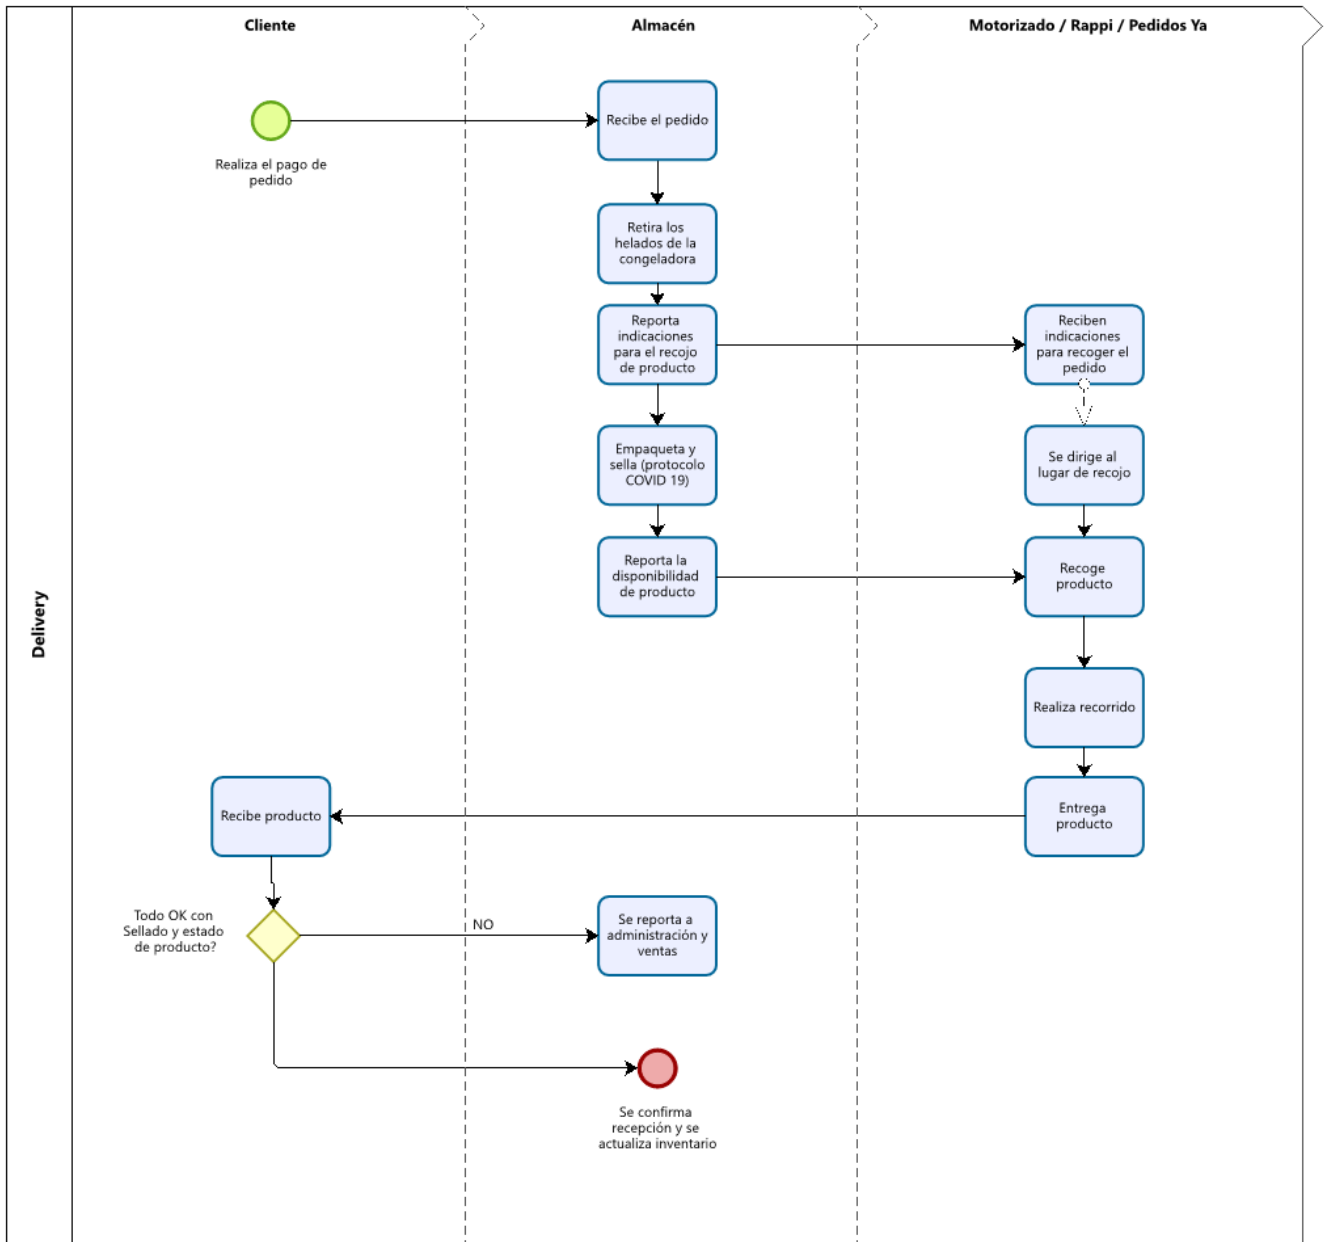 Cliente
Almacén
Motorizado / Rappi / Pedidos Ya
Delivery
Realiza el pago de
pedido
Recibe el pedido
Retira los
helados de la
congeladora
Reporta
indicaciones
para el recojo
de producto
Reciben
indicaciones
para recoger el
pedido
Empaqueta y
sella (protocolo
COVID 19)
Se dirige al
lugar de recojo
Reporta la
disponibilidad
de producto
Recoge
producto
Realiza recorrido
Entrega
producto
Recibe producto
Todo OK con
Sellado y estado
de producto?
NO
Se reporta a
administración y
ventas
Se confirma
recepción y se
actualiza inventario